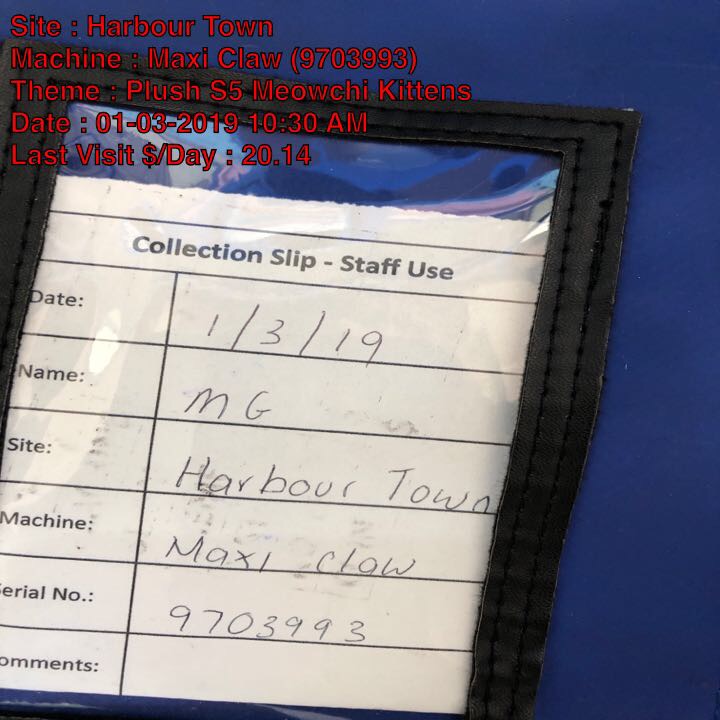 Site : Harbour Town
Machine : Maxi Claw (9703993)
Theme : Plush S5 Meowchi Kittens
Date : 01-03-2019 10:30 AM
Last Visit $/Day : 20.14
Collection Slip - Staff Use
Date: 1/3/19
Name: MG
Site: Harbour Town
Machine: Maxi Claw
erial No.: 9703993
omments: